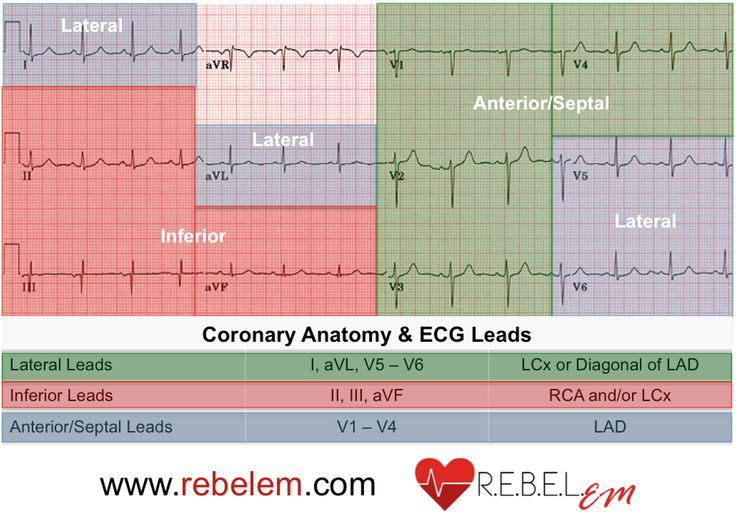 Lateral
I
aVR
V1
V4
Anterior/Septal
Lateral
II
aVL
V2
V5
Inferior
Lateral
III
aVF
V3
V6
Coronary Anatomy & ECG Leads
Lateral Leads I, aVL, V5 – V6 LCx or Diagonal of LAD
Inferior Leads II, III, aVF RCA and/or LCx
Anterior/Septal Leads V1 – V4 LAD
www.rebelem.com
R.E.B.E.L.EM